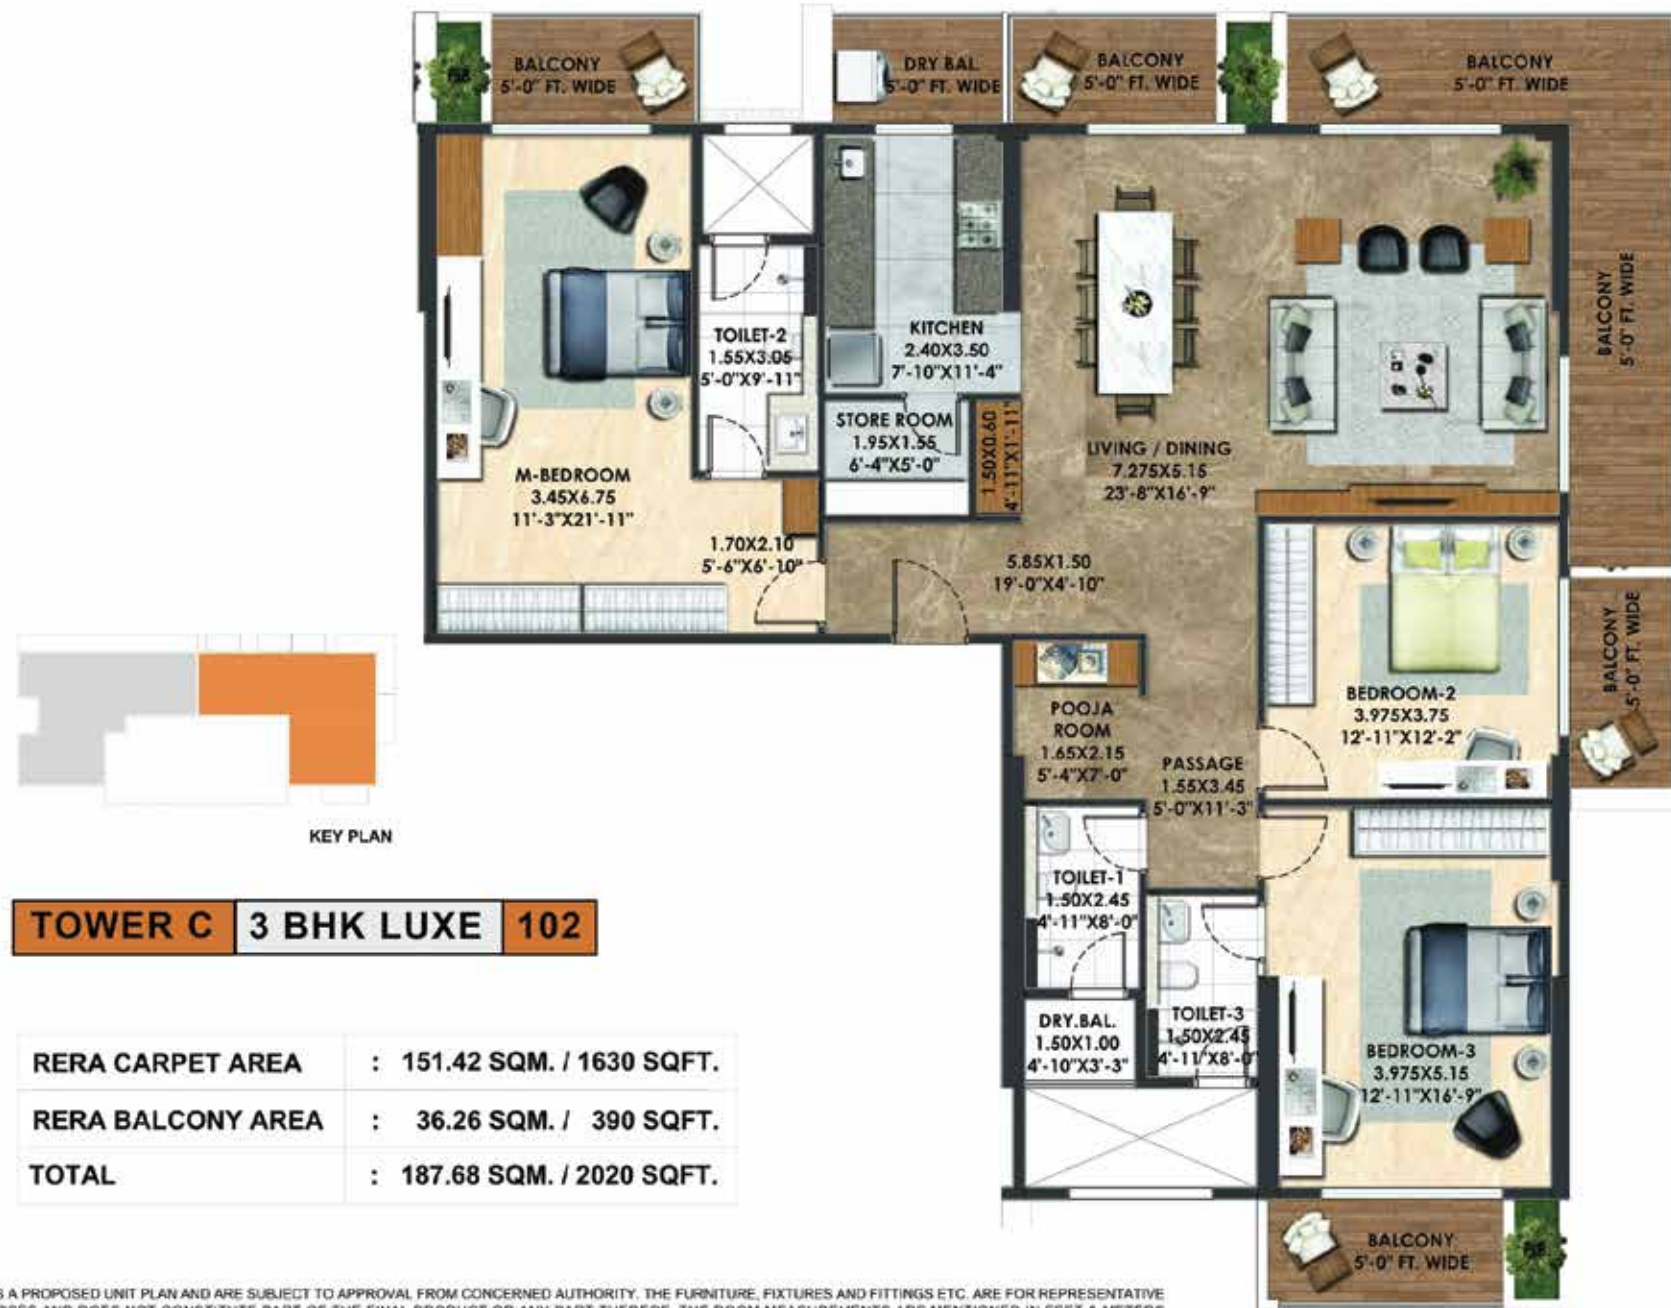 BALCONY
5'-0" FT. WIDE
DRY BAL.
5'-0" FT. WIDE
BALCONY
5'-0" FT. WIDE
BALCONY
5'-0" FT. WIDE
BALCONY
5'-0" FT. WIDE
TOILET-2
1.55X3.05
5'-0"X9'-11"
KITCHEN
2.40X3.50
7'-10"X11'-4"
STORE ROOM
1.95X1.55
6'-4"X5'-0"
1.50X0.60
4'-11"X1'-11"
LIVING / DINING
7.275X5.15
23'-8"X16'-9"
M-BEDROOM
3.45X6.75
11'-3"X21'-11"
1.70X2.10
5'-6"X6'-10"
5.85X1.50
19'-0"X4'-10"
BALCONY
5'-0" FT. WIDE
BEDROOM-2
3.975X3.75
12'-11"X12'-2"
POOJA
ROOM
1.65X2.15
5'-4"X7'-0"
PASSAGE
1.55X3.45
5'-0"X11'-3"
KEY PLAN
TOILET-1
1.50X2.45
4'-11"X8'-0"
TOWER C 3 BHK LUXE 102
DRY.BAL.
1.50X1.00
4'-10"X3'-3"
TOILET-3
1.50X2.45
4'-11"X8'-0"
BEDROOM-3
3.975X5.15
12'-11"X16'-9"
RERA CARPET AREA : 151.42 SQM. / 1630 SQFT.
RERA BALCONY AREA : 36.26 SQM. / 390 SQFT.
TOTAL : 187.68 SQM. / 2020 SQFT.
BALCONY
5'-0" FT. WIDE
A PROPOSED UNIT PLAN AND ARE SUBJECT TO APPROVAL FROM CONCERNED AUTHORITY. THE FURNITURE, FIXTURES AND FITTINGS ETC. ARE FOR REPRESENTATIVE